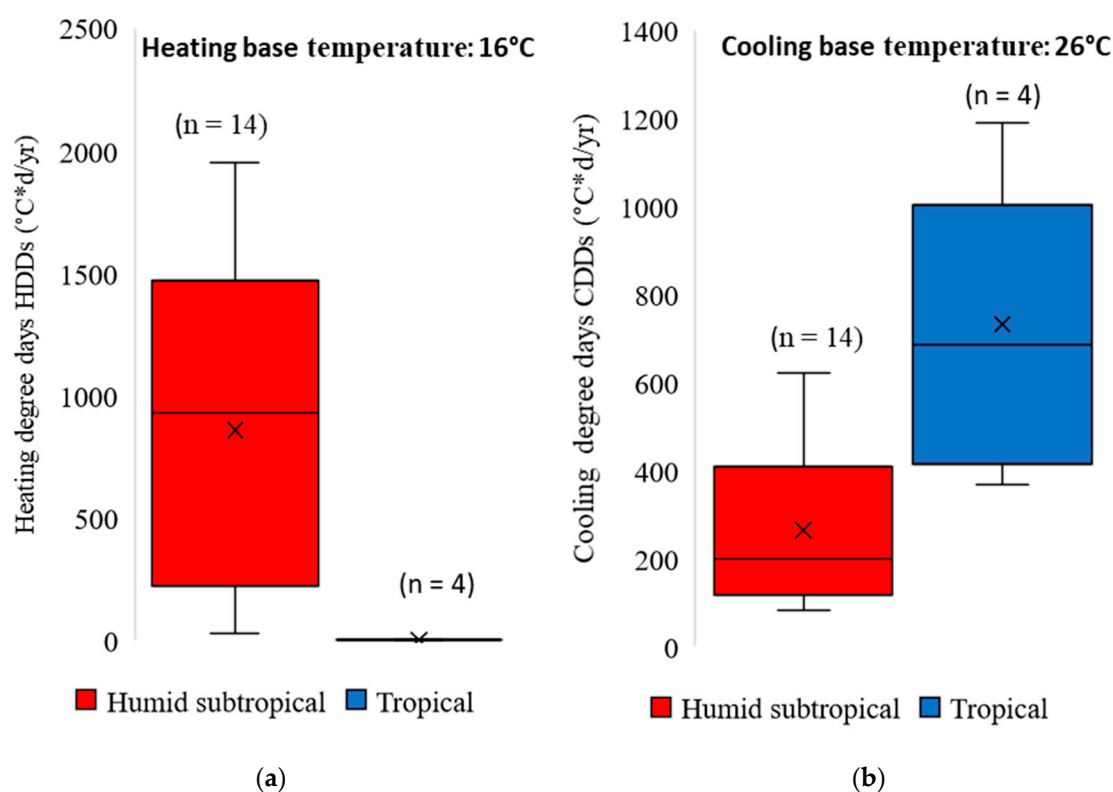 Heating base temperature: 16°C
Heating degree days HDDs (°C*d/yr)
2500
2000
1500
1000
500
0
(n = 14)
(n = 4)
Humid subtropical
Tropical
(a)
Cooling base temperature: 26°C
Cooling degree days CDDs (°C*d/yr)
1400
1200
1000
800
600
400
200
0
(n = 14)
(n = 4)
Humid subtropical
Tropical
(b)